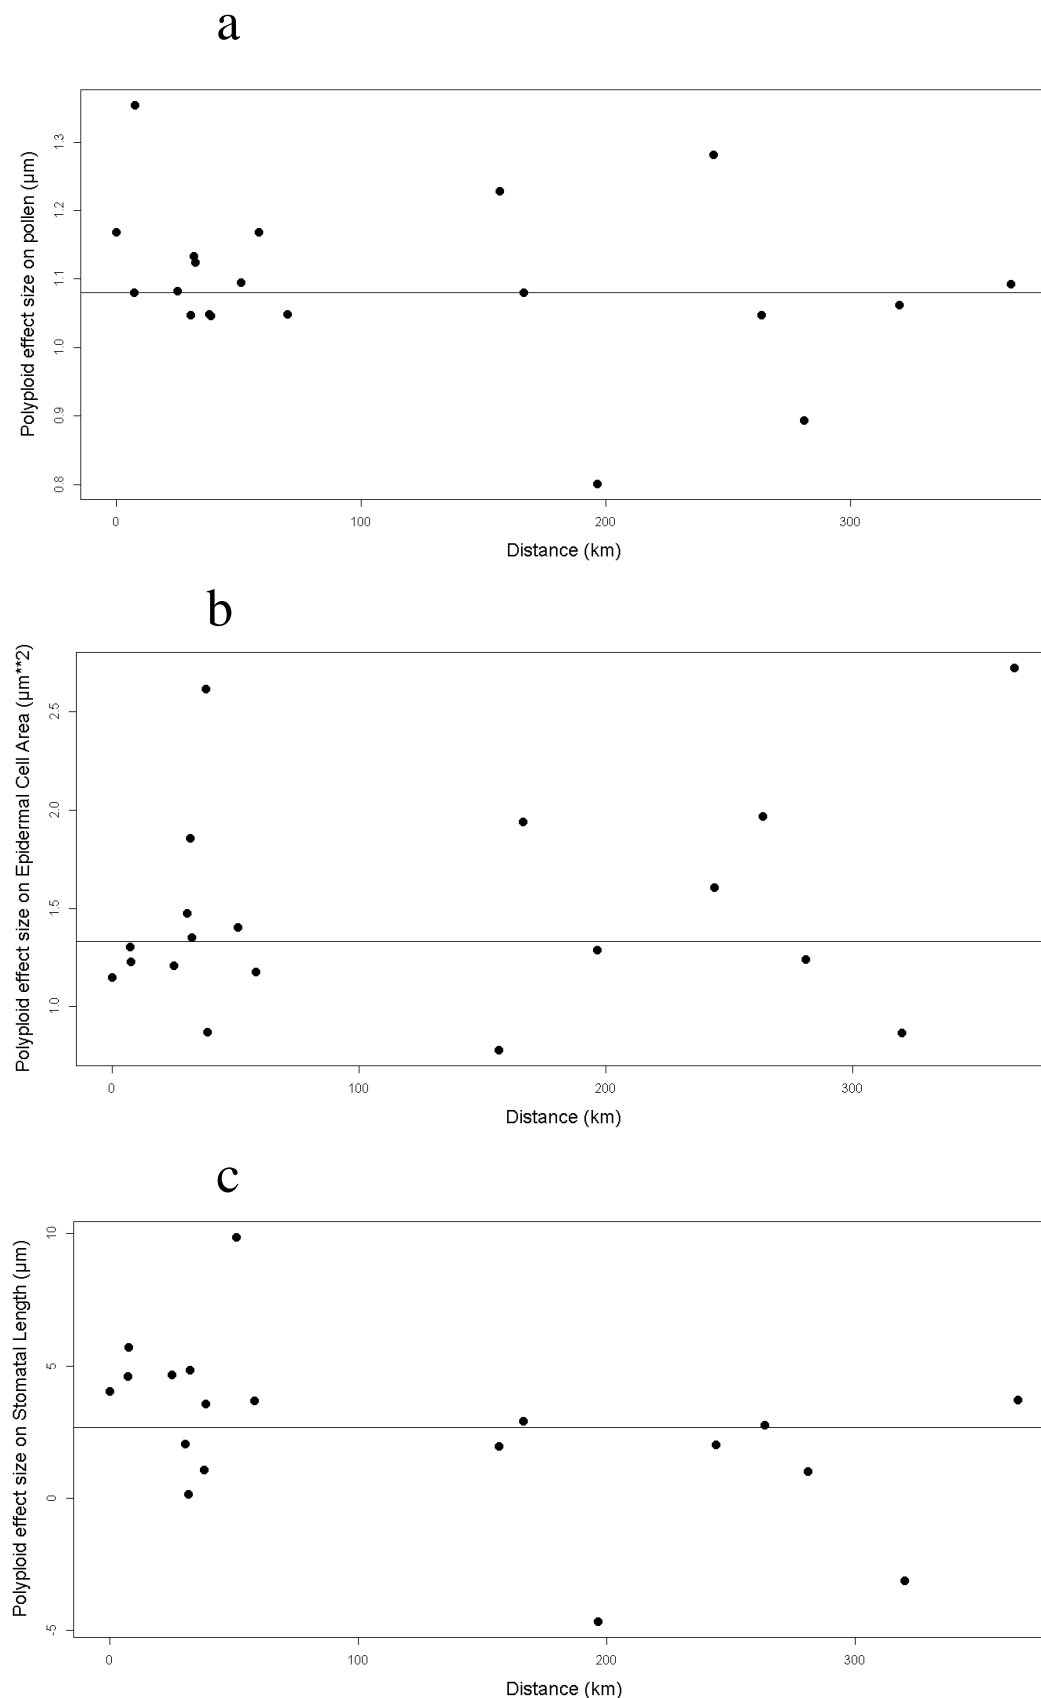 a
Polyploid effect size on pollen (µm)
1.3
1.2
1.1
1.0
0.9
0.8
0 100 200 300
Distance (km)
b
Polyploid effect size on Epidermal Cell Area (µm**2)
2.5
2.0
1.5
1.0
0 100 200 300
Distance (km)
c
Polyploid effect size on Stomatal Length (µm)
10
5
0
-5
0 100 200 300
Distance (km)